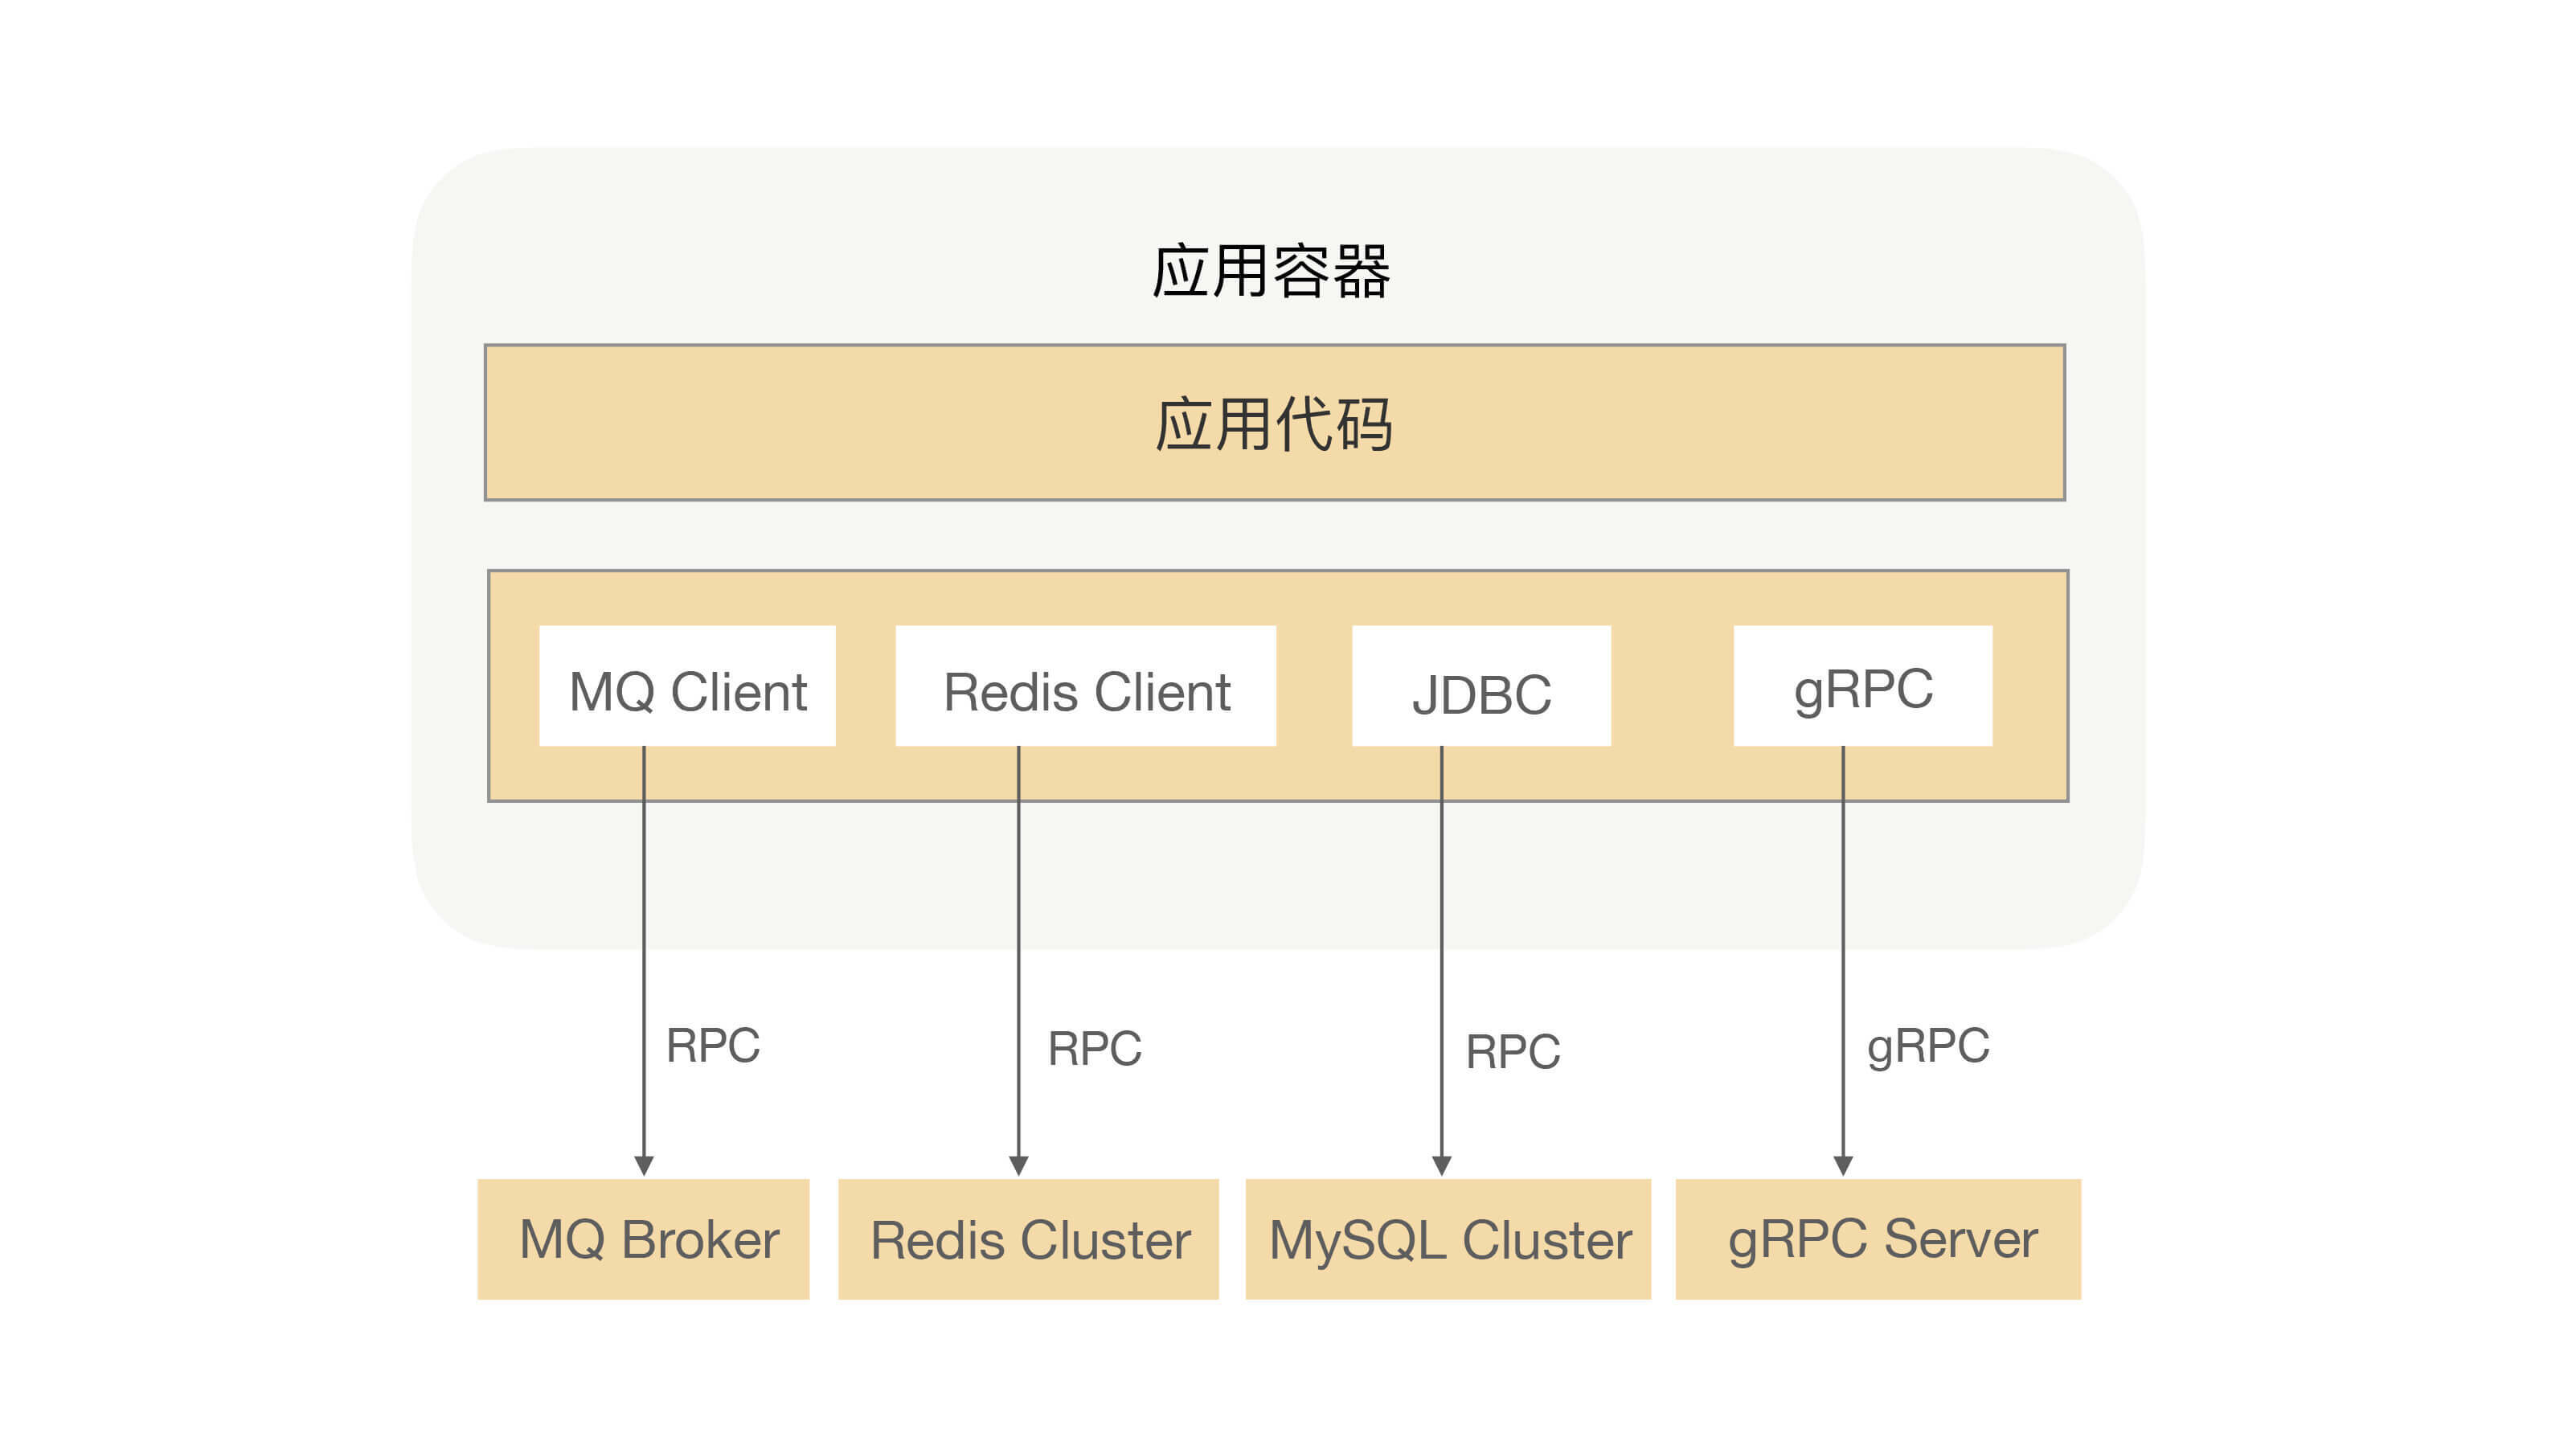 应用容器
应用代码
MQ Client
Redis Client
JDBC
gRPC
RPC
RPC
RPC
gRPC
MQ Broker
Redis Cluster
MySQL Cluster
gRPC Server